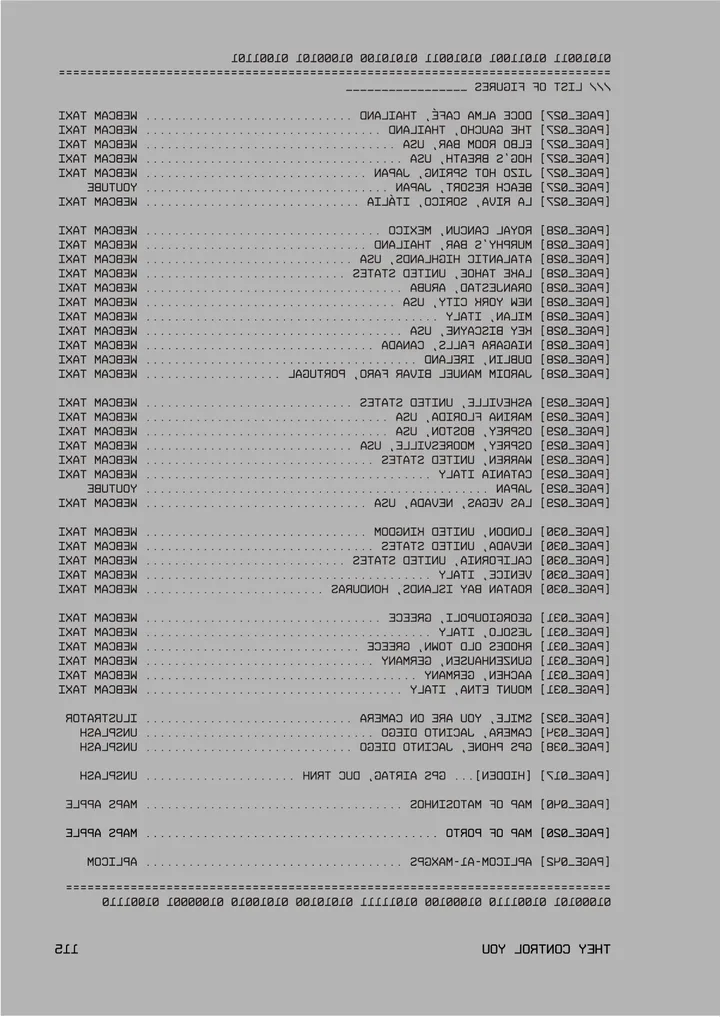 01010011 01011001 01010011 01010100 01000101 01001101
=============================================================================
/// LIST OF FIGURES _________________
[PAGE_027] DOCE ALMA CAFÉ, THAILAND ............................. WEBCAM TAXI
[PAGE_027] THE GAUCHO, THAILAND ................................. WEBCAM TAXI
[PAGE_027] ELBO ROOM BAR, USA ................................... WEBCAM TAXI
[PAGE_027] HOG'S BREATH, USA .................................... WEBCAM TAXI
[PAGE_027] JIZO HOT SPRING, JAPAN ............................... WEBCAM TAXI
[PAGE_027] BEACH RESORT, JAPAN .................................. YOUTUBE
[PAGE_027] LA RIVA, SORICO, ITÁLIA .............................. WEBCAM TAXI
[PAGE_028] ROYAL CANCUN, MEXICO ................................. WEBCAM TAXI
[PAGE_028] MURPHY'S BAR, THAILAND ............................... WEBCAM TAXI
[PAGE_028] ATALANTIC HIGHLANDS, USA ............................. WEBCAM TAXI
[PAGE_028] LAKE TAHOE, UNITED STATES ............................ WEBCAM TAXI
[PAGE_028] ORANJESTAD, ARUBA .................................... WEBCAM TAXI
[PAGE_028] NEW YORK CITY, USA ................................... WEBCAM TAXI
[PAGE_028] MILAN, ITALY ......................................... WEBCAM TAXI
[PAGE_028] KEY BISCAYNE, USA .................................... WEBCAM TAXI
[PAGE_028] NIAGARA FALLS, CANADA ................................ WEBCAM TAXI
[PAGE_028] DUBLIN, IRELAND ...................................... WEBCAM TAXI
[PAGE_028] JARDIM MANUEL BIVAR FARO, PORTUGAL ................... WEBCAM TAXI
[PAGE_029] ASHEVILLE, UNITED STATES ............................. WEBCAM TAXI
[PAGE_029] MARINA FLORIDA, USA .................................. WEBCAM TAXI
[PAGE_029] OSPREY, BOSTON, USA .................................. WEBCAM TAXI
[PAGE_029] OSPREY, MOORESVILLE, USA ............................. WEBCAM TAXI
[PAGE_029] WARREN, UNITED STATES ................................ WEBCAM TAXI
[PAGE_029] CATANIA ITALY ........................................ WEBCAM TAXI
[PAGE_029] JAPAN ................................................ YOUTUBE
[PAGE_029] LAS VEGAS, NEVADA, USA ............................... WEBCAM TAXI
[PAGE_030] LONDON, UNITED KINGDOM ............................... WEBCAM TAXI
[PAGE_030] NEVADA, UNITED STATES ................................ WEBCAM TAXI
[PAGE_030] CALIFORNIA, UNITED STATES ............................ WEBCAM TAXI
[PAGE_030] VENICE, ITALY ........................................ WEBCAM TAXI
[PAGE_030] ROATAN BAY ISLANDS, HONDURAS ......................... WEBCAM TAXI
[PAGE_031] GEORGIOUPOLI, GREECE ................................. WEBCAM TAXI
[PAGE_031] JESOLO, ITALY ........................................ WEBCAM TAXI
[PAGE_031] RHODES OLD TOWN, GREECE .............................. WEBCAM TAXI
[PAGE_031] GUNZENHAUSEN, GERMANY ................................ WEBCAM TAXI
[PAGE_031] AACHEN, GERMANY ...................................... WEBCAM TAXI
[PAGE_031] MOUNT ETNA, ITALY .................................... WEBCAM TAXI
[PAGE_032] SMILE, YOU ARE ON CAMERA ............................. ILUSTRATOR
[PAGE_034] CAMERA, JACINTO DIEGO ................................ UNSPLASH
[PAGE_038] GPS PHONE, JACINTO DIEGO ............................. UNSPLASH
[PAGE_017] [HIDDEN]... GPS AIRTAG, DUC TRNH ..................... UNSPLASH
[PAGE_040] MAP OF MATOSINHOS .................................... MAPS APPLE
[PAGE_020] MAP OF PORTO ......................................... MAPS APPLE
[PAGE_042] APLICOM-A1-MAXGPS .................................... APLICOM
============================================================================
01000101 01001110 01000100 01011111 01010100 01010010 01000001 01001110
THEY CONTROL YOU 115